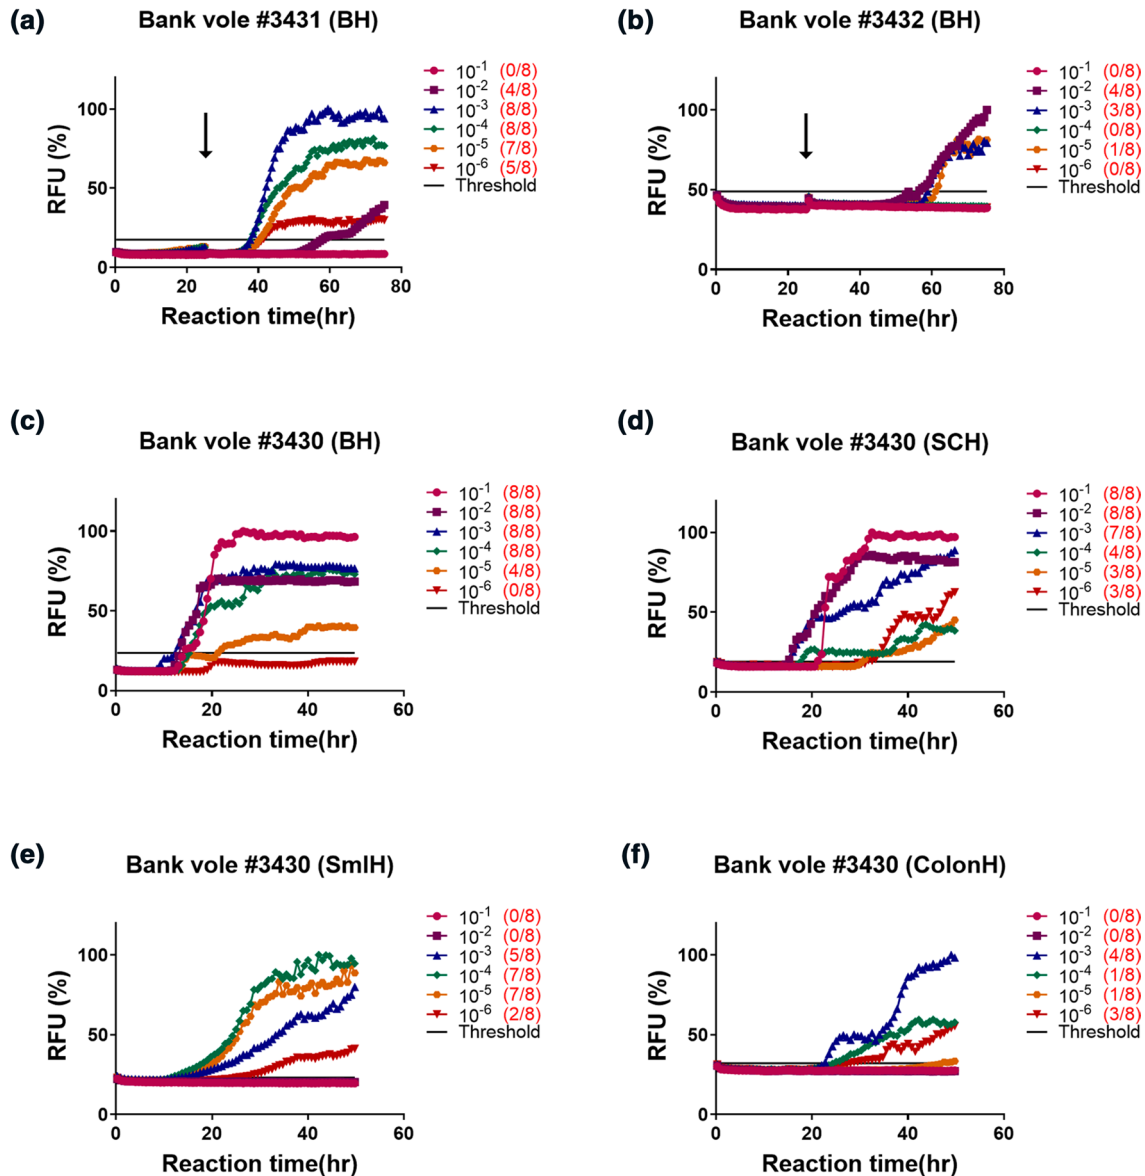 (a)
Bank vole #3431 (BH)
10-1 (0/8)
10-2 (4/8)
10-3 (8/8)
10-4 (8/8)
10-5 (7/8)
10-6 (5/8)
Threshold
RFU (%)
100
50
0
0 20 40 60 80
Reaction time(hr)
(b)
Bank vole #3432 (BH)
10-1 (0/8)
10-2 (4/8)
10-3 (3/8)
10-4 (0/8)
10-5 (1/8)
10-6 (0/8)
Threshold
RFU (%)
100
50
0
0 20 40 60 80
Reaction time(hr)
(c)
Bank vole #3430 (BH)
10-1 (8/8)
10-2 (8/8)
10-3 (8/8)
10-4 (8/8)
10-5 (4/8)
10-6 (0/8)
Threshold
RFU (%)
100
50
0
0 20 40 60
Reaction time(hr)
(d)
Bank vole #3430 (SCH)
10-1 (8/8)
10-2 (8/8)
10-3 (7/8)
10-4 (4/8)
10-5 (3/8)
10-6 (3/8)
Threshold
RFU (%)
100
50
0
0 20 40 60
Reaction time(hr)
(e)
Bank vole #3430 (SmIH)
10-1 (0/8)
10-2 (0/8)
10-3 (5/8)
10-4 (7/8)
10-5 (7/8)
10-6 (2/8)
Threshold
RFU (%)
100
50
0
0 20 40 60
Reaction time(hr)
(f)
Bank vole #3430 (ColonH)
10-1 (0/8)
10-2 (0/8)
10-3 (4/8)
10-4 (1/8)
10-5 (1/8)
10-6 (3/8)
Threshold
RFU (%)
100
50
0
0 20 40 60
Reaction time(hr)